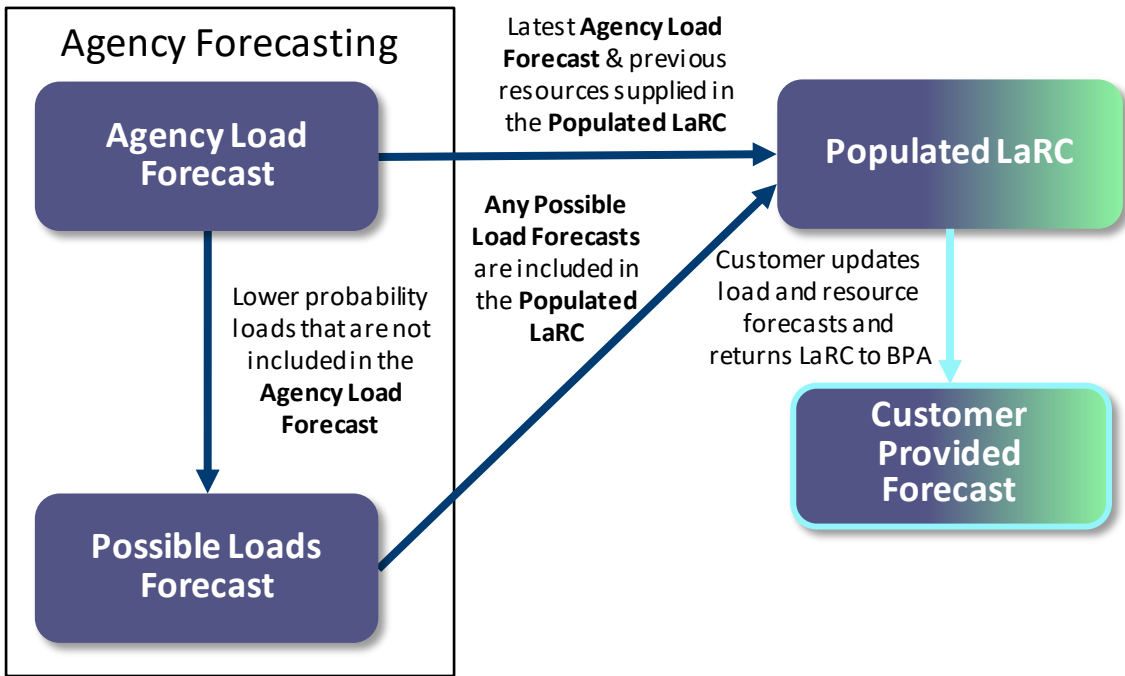 Agency Forecasting
Agency Load
Forecast
Lower probability
loads that are not
included in the
Agency Load
Forecast
Possible Loads
Forecast
Latest Agency Load
Forecast & previous
resources supplied in
the Populated LaRC
Any Possible
Load Forecasts
are included in
the Populated
LaRC
Populated LaRC
Customer updates
load and resource
forecasts and
returns LaRC to BPA
Customer
Provided
Forecast